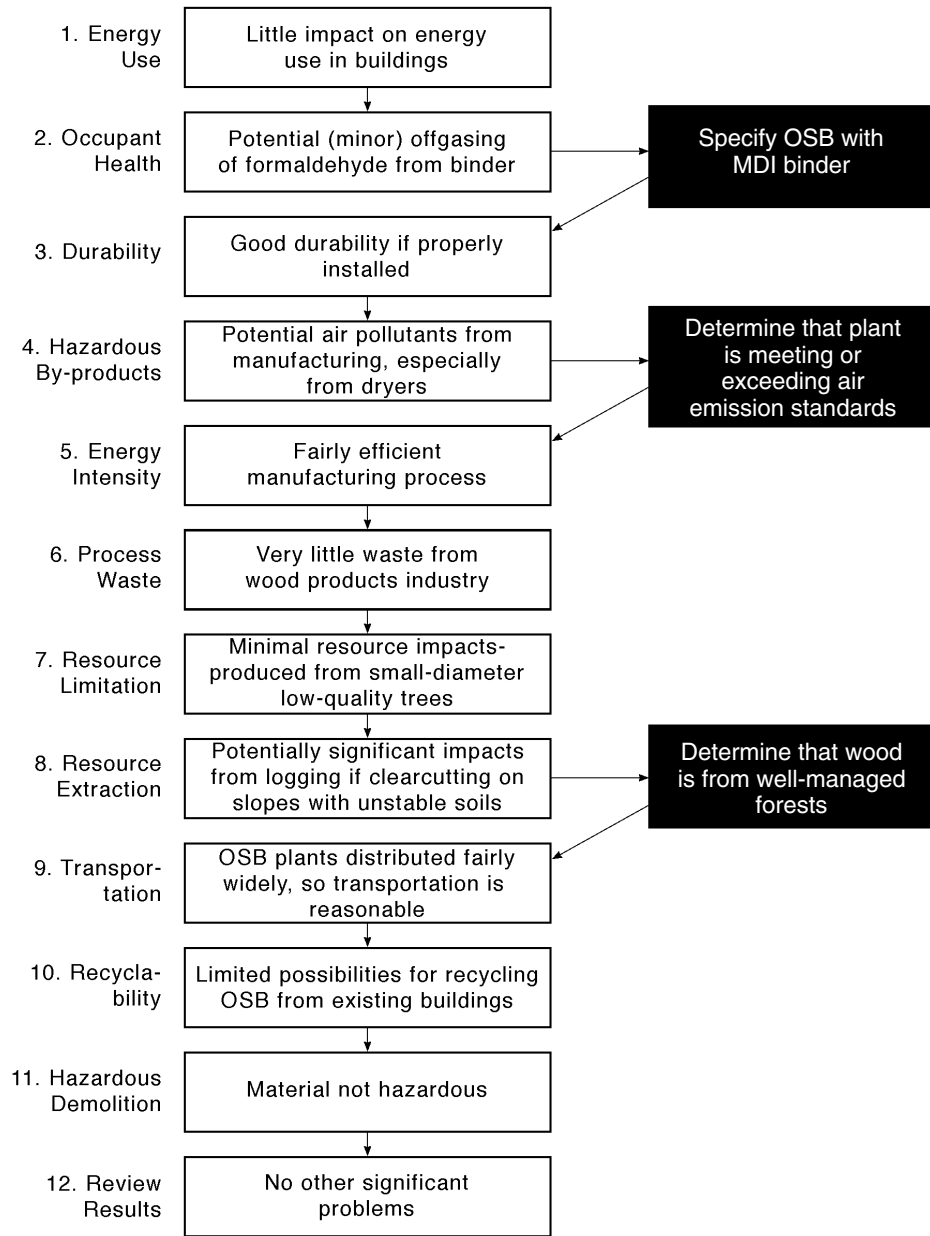 1. Energy
Use
Little impact on energy
use in buildings
2. Occupant
Health
Potential (minor) offgasing
of formaldehyde from binder
Specify OSB with
MDI binder
3. Durability
Good durability if properly
installed
4. Hazardous
By-products
Potential air pollutants from
manufacturing, especially
from dryers
Determine that plant
is meeting or
exceeding air
emission standards
5. Energy
Intensity
Fairly efficient
manufacturing process
6. Process
Waste
Very little waste from
wood products industry
7. Resource
Limitation
Minimal resource impacts-
produced from small-diameter
low-quality trees
8. Resource
Extraction
Potentially significant impacts
from logging if clearcutting on
slopes with unstable soils
Determine that wood
is from well-managed
forests
9. Transpor-
tation
OSB plants distributed fairly
widely, so transportation is
reasonable
10. Recycla-
bility
Limited possibilities for recycling
OSB from existing buildings
11. Hazardous
Demolition
Material not hazardous
12. Review
Results
No other significant
problems